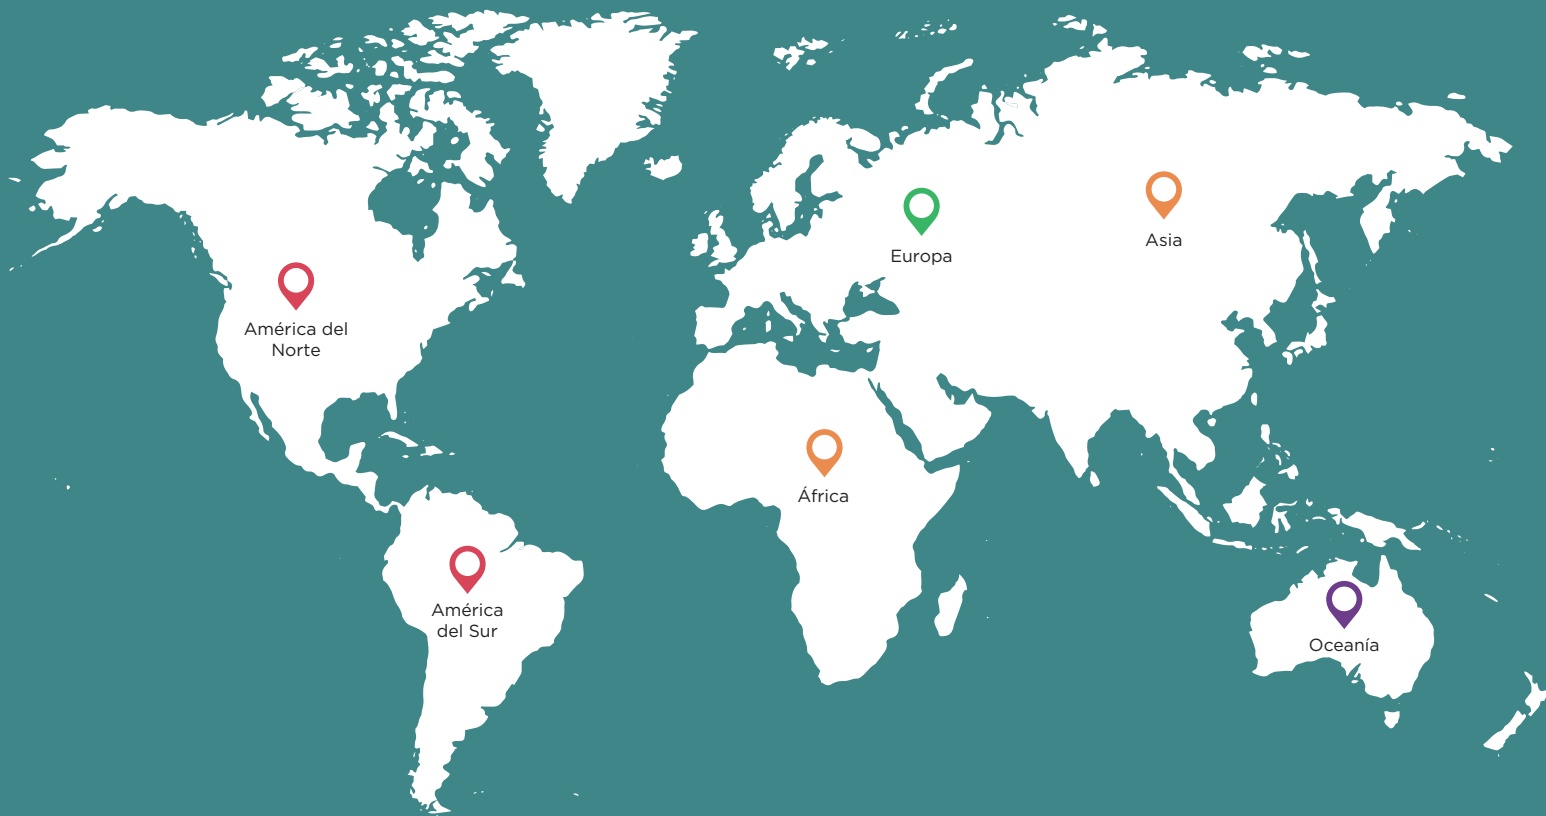 Asia
Europa
América del
Norte
África
América
del Sur
Oceanía